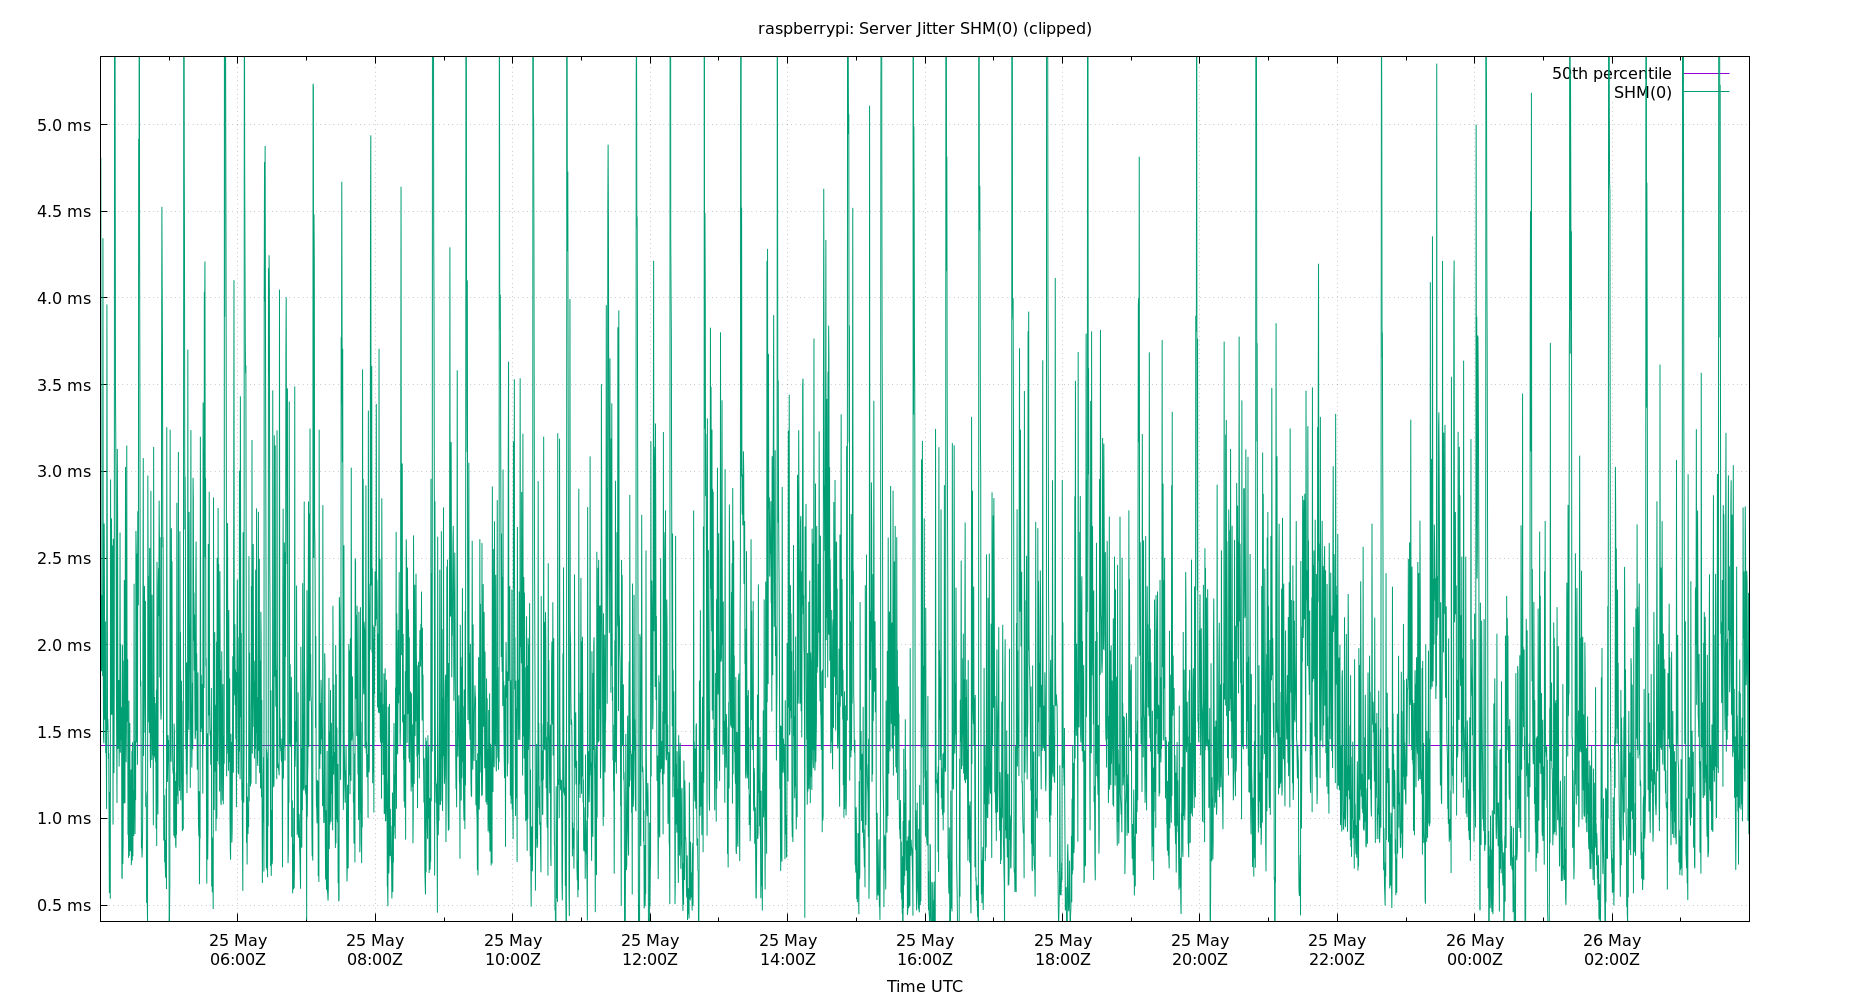 raspberrypi: Server Jitter SHM(0) (clipped)
50th percentile
SHM(0)
5.0 ms
4.5 ms
4.0 ms
3.5 ms
3.0 ms
2.5 ms
2.0 ms
1.5 ms
1.0 ms
0.5 ms
25 May 25 May 25 May 25 May 25 May 25 May 25 May 25 May 25 May 26 May 26 May
06:00Z 08:00Z 10:00Z 12:00Z 14:00Z 16:00Z 18:00Z 20:00Z 22:00Z 00:00Z 02:00Z
Time UTC